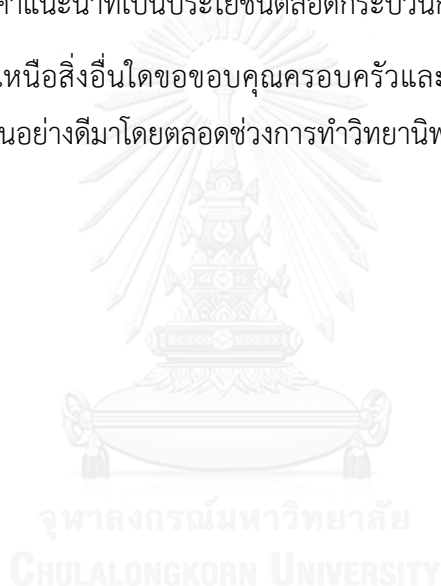 คำแนะนำที่เป็นประโยชน์ตลอดกระบวนก
เหนือสิ่งอื่นใดขอขอบคุณครอบครัวและ
นอย่างดีมาโดยตลอดช่วงการทำวิทยานิพ
จุฬาลงกรณ์มหาวิทยาลัย
CHULALONGKORN UNIVERSITY